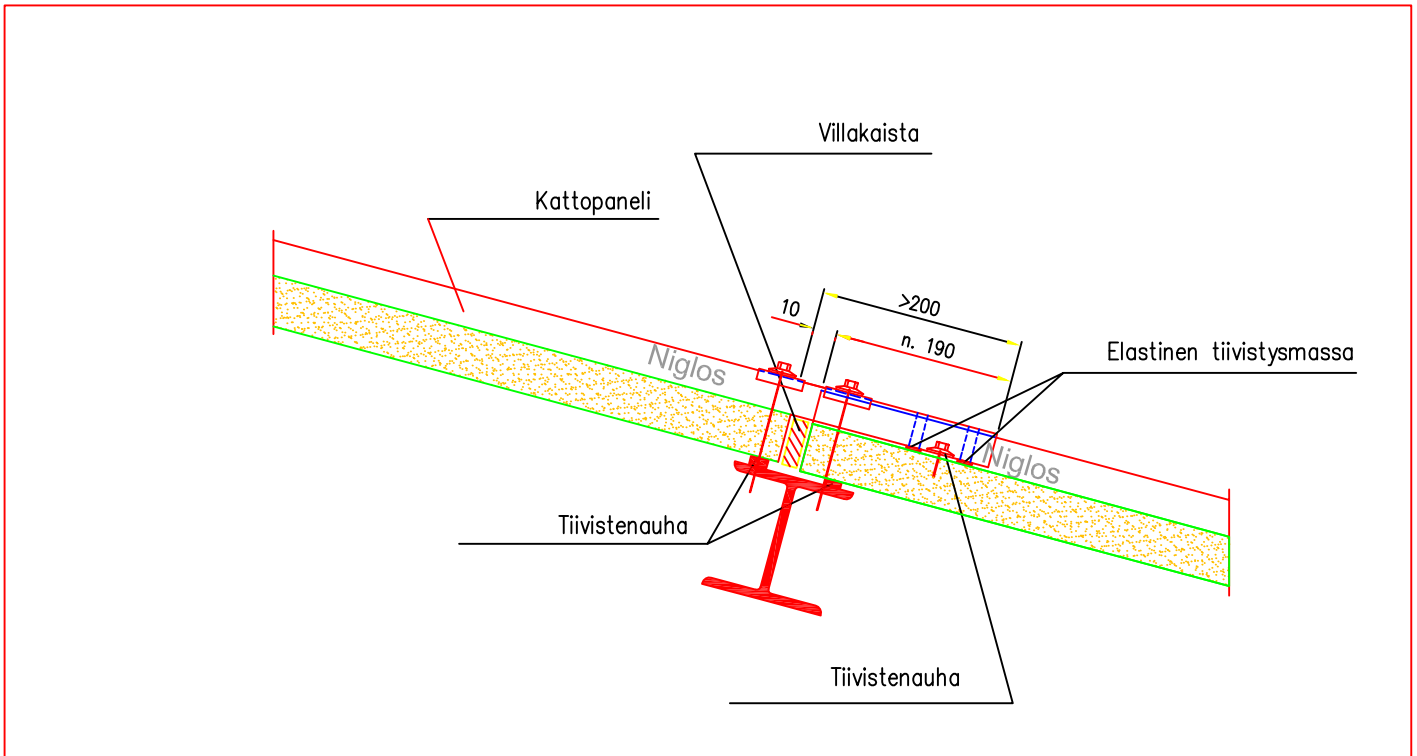 Villakaista
Kattopaneli
10
>200
n. 190
Elastinen tiivistysmassa
Niglos
Niglos
Tiivistenauha
Tiivistenauha